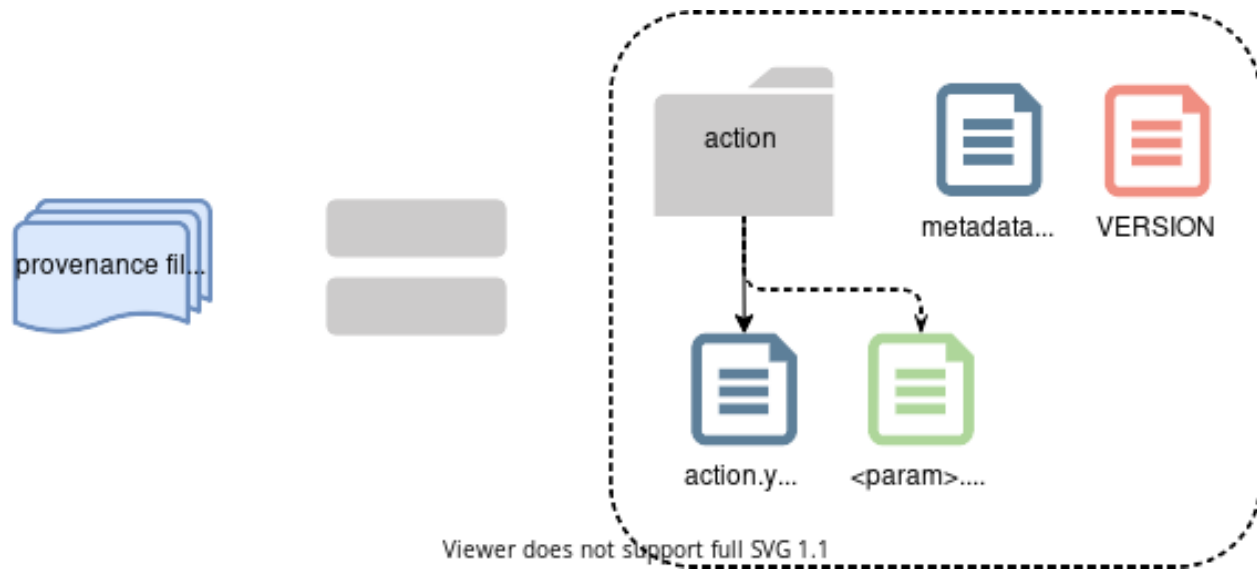 action
metadata...
VERSION
provenance fil...
action.y...
<param>....
Viewer does not support full SVG 1.1